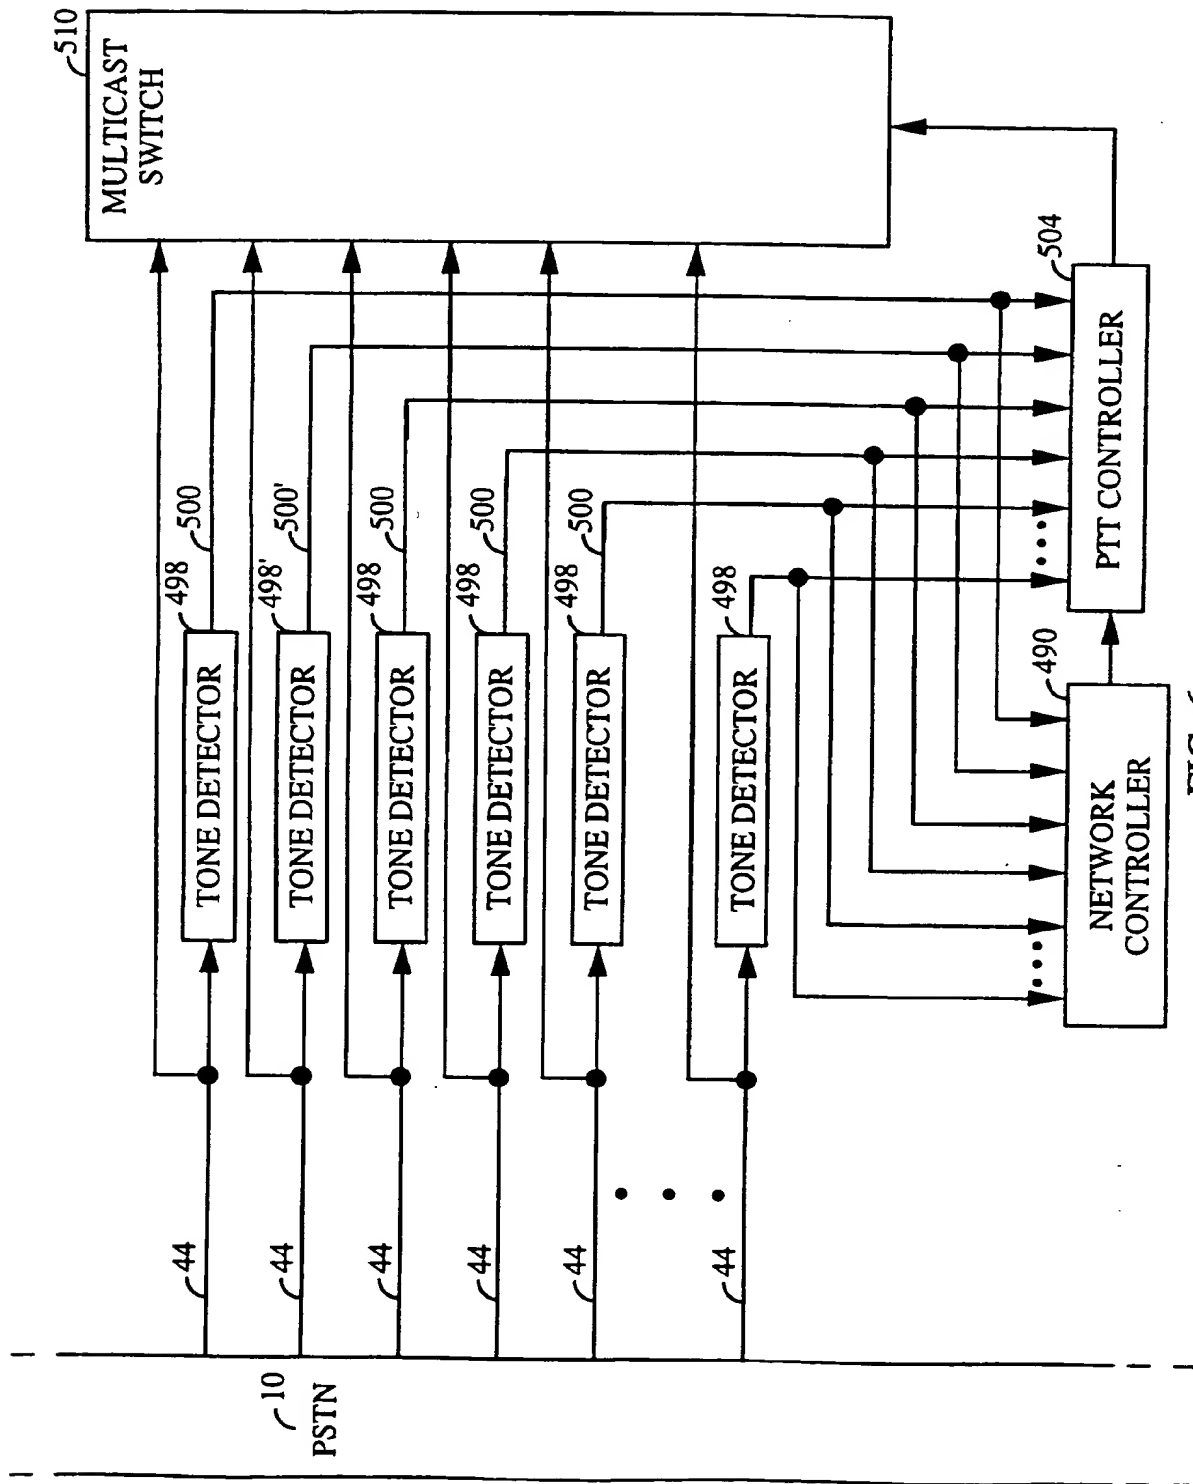 510
MULTICAST
SWITCH
TONE DETECTOR
498
500
TONE DETECTOR
498'
500'
TONE DETECTOR
498
500
TONE DETECTOR
498
500
TONE DETECTOR
498
500
TONE DETECTOR
498
44
44
44
44
44
44
10
PSTN
504
PTT CONTROLLER
490
NETWORK
CONTROLLER